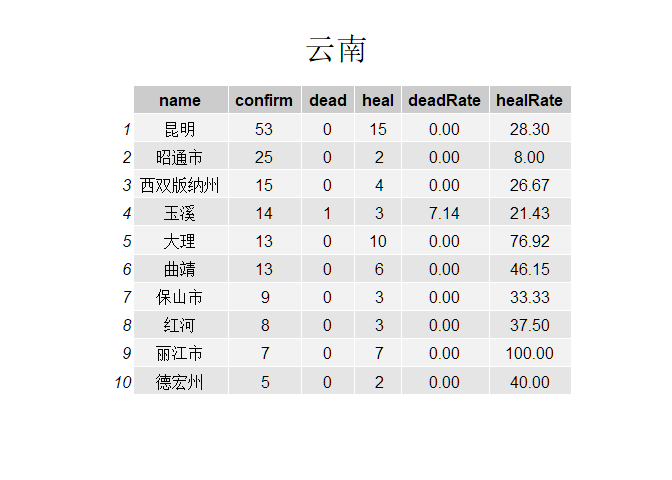 云南
name confirm dead heal deadRate healRate
1 昆明 53 0 15 0.00 28.30
2 昭通市 25 0 2 0.00 8.00
3 西双版纳州 15 0 4 0.00 26.67
4 玉溪 14 1 3 7.14 21.43
5 大理 13 0 10 0.00 76.92
6 曲靖 13 0 6 0.00 46.15
7 保山市 9 0 3 0.00 33.33
8 红河 8 0 3 0.00 37.50
9 丽江市 7 0 7 0.00 100.00
10 德宏州 5 0 2 0.00 40.00